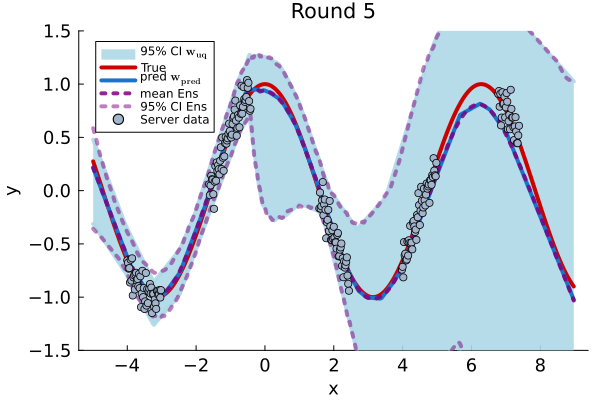 Round 5
1.5
1.0
0.5
0.0
−0.5
−1.0
−1.5
y
95% CI w_uq
True
pred w_pred
mean Ens
95% CI Ens
Server data
−4 −2 0 2 4 6 8
x